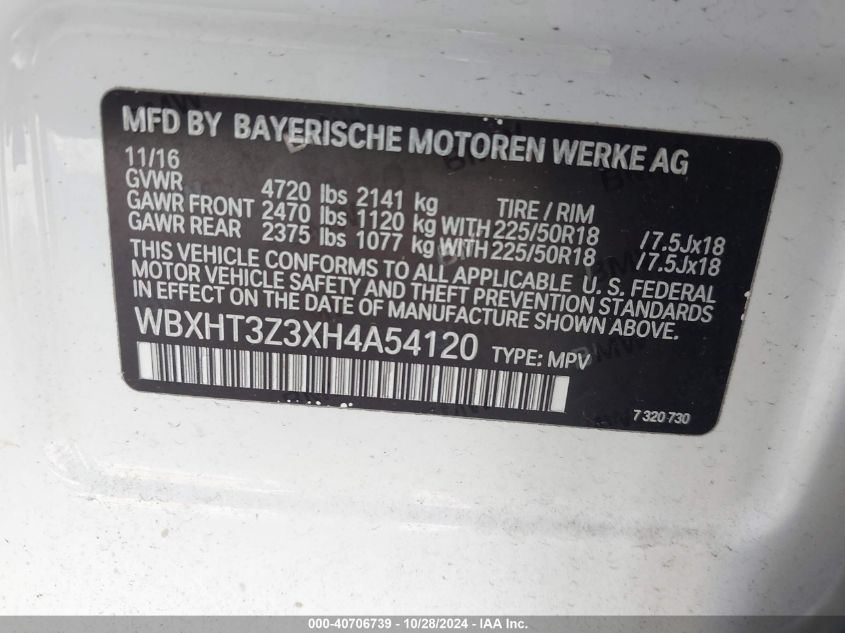 MFD BY BAYERISCHE MOTOREN WERKE AG
11/16
GVWR 4720 lbs 2141 kg TIRE / RIM
GAWR FRONT 2470 lbs 1120 kg WITH 225/50R18 /7.5Jx18
GAWR REAR 2375 lbs 1077 kg WITH 225/50R18 /7.5Jx18
THIS VEHICLE CONFORMS TO ALL APPLICABLE U. S. FEDERAL
MOTOR VEHICLE SAFETY AND THEFT PREVENTION STANDARDS
IN EFFECT ON THE DATE OF MANUFACTURE SHOWN ABOVE.
WBXHT3Z3XH4A54120 TYPE: MPV
7 320 730
000-40706739 - 10/28/2024 - IAA Inc.